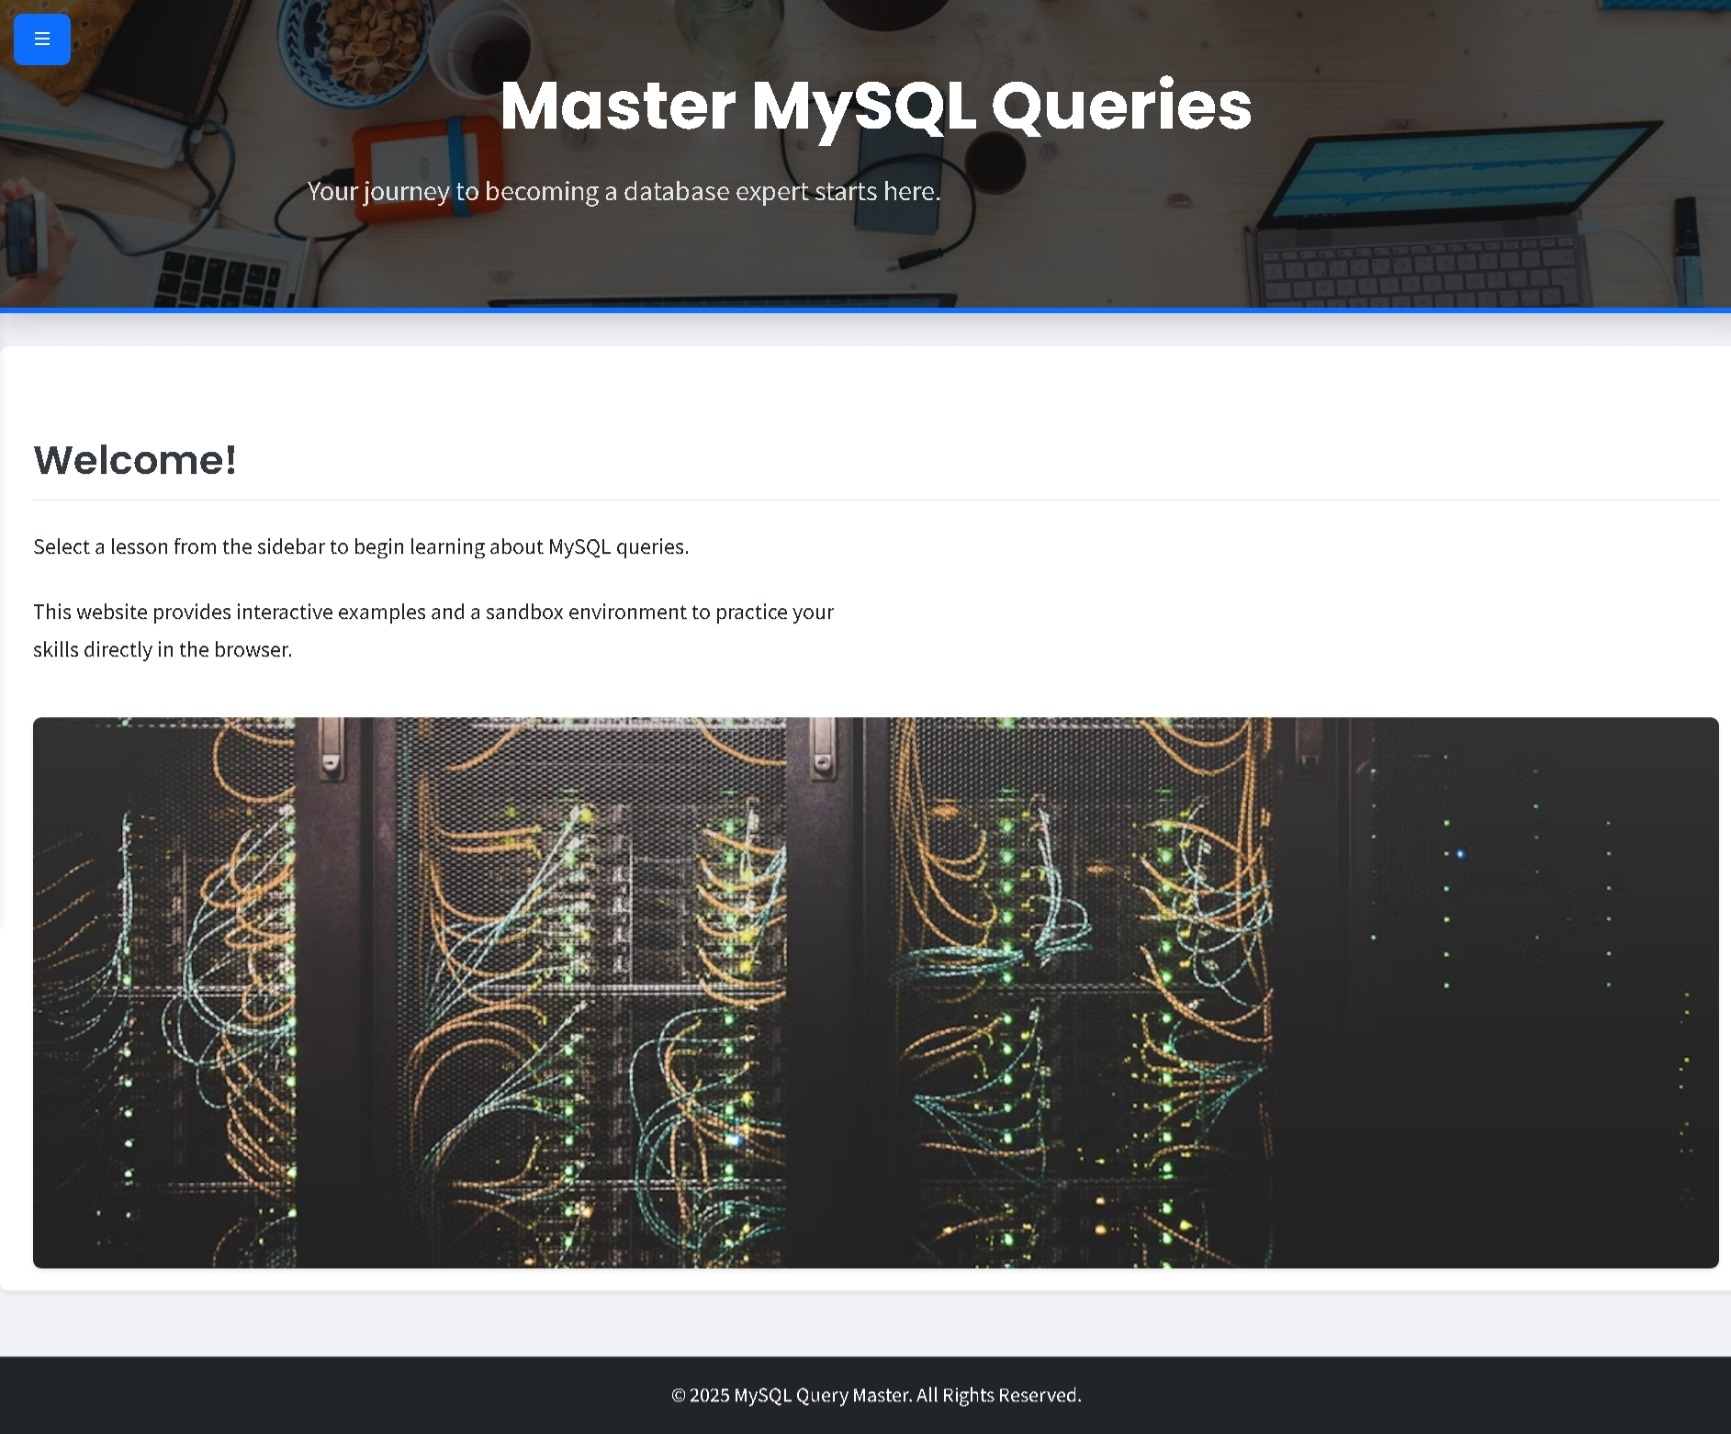 Master MySQL Queries
Your journey to becoming a database expert starts here.
Welcome!
Select a lesson from the sidebar to begin learning about MySQL queries.
This website provides interactive examples and a sandbox environment to practice your
skills directly in the browser.
© 2025 MySQL Query Master. All Rights Reserved.